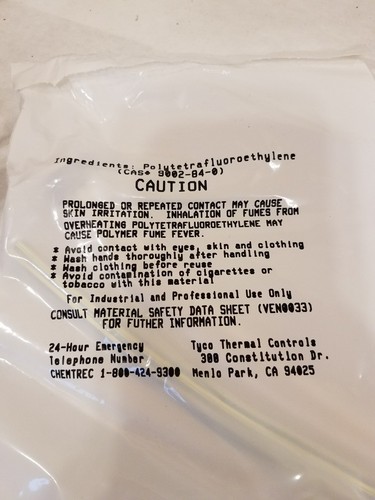 Ingredients: Polytetrafluoroethylene
(CAS# 9002-84-0)
CAUTION
PROLONGED OR REPEATED CONTACT MAY CAUSE
SKIN IRRITATION. INHALATION OF FUMES FROM
OVERHEATING POLYTETRAFLUOROETHYLENE MAY
CAUSE POLYMER FUME FEVER.
* Avoid contact with eyes, skin and clothing
* Wash hands thoroughly after handling
* Wash clothing before reuse
* Avoid contamination of cigarettes or
tobacco with this material
For Industrial and Professional Use Only
CONSULT MATERIAL SAFETY DATA SHEET (VEN0033)
FOR FUTHER INFORMATION.
24-Hour Emergency
Telephone Number
CHEMTREC 1-800-424-9300
Tyco Thermal Controls
300 Constitution Dr.
Menlo Park, CA 94025